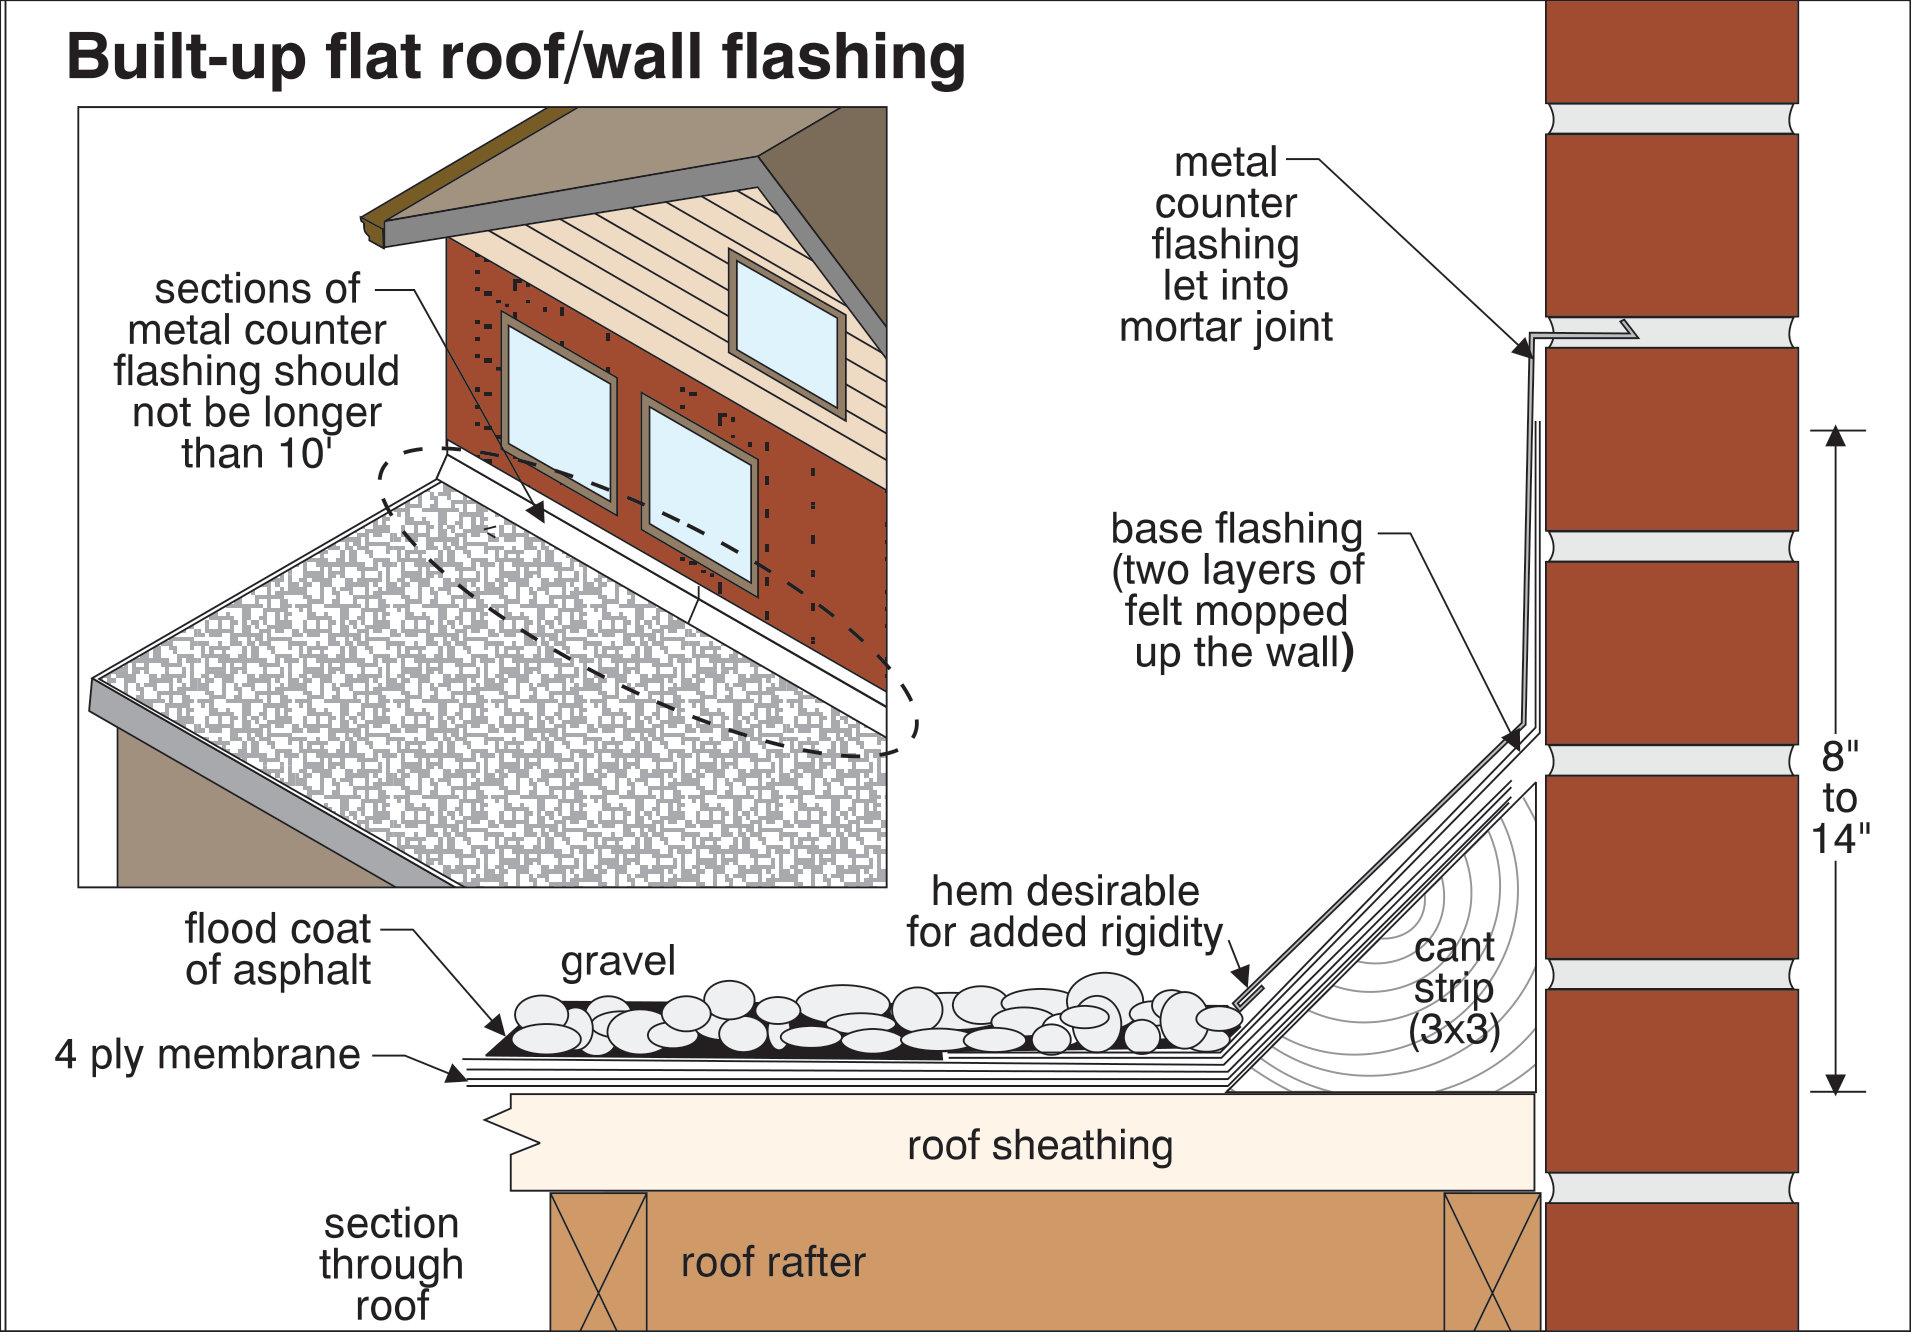 Built-up flat roof/wall flashing
sections of
metal counter
flashing should
not be longer
than 10'
metal
counter
flashing
let into
mortar joint
base flashing
(two layers of
felt mopped
up the wall)
8"
to
14"
hem desirable
for added rigidity
flood coat
of asphalt
gravel
cant
strip
(3x3)
4 ply membrane
roof sheathing
section
through
roof
roof rafter